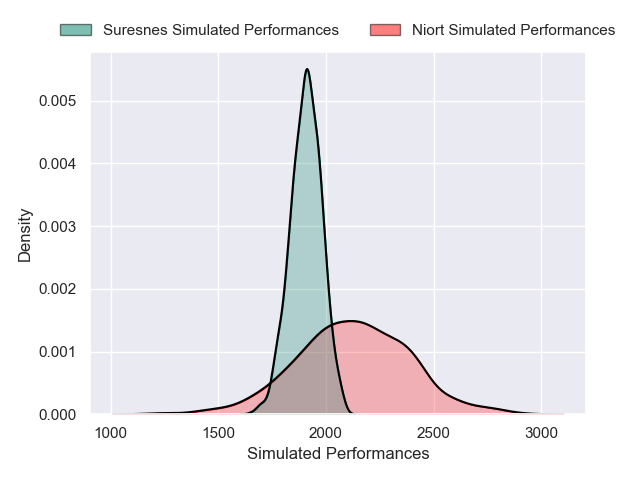 Suresnes Simulated Performances Niort Simulated Performances
0.005
0.004
0.003
0.002
0.001
0.000
Density
1000 1500 2000 2500 3000
Simulated Performances